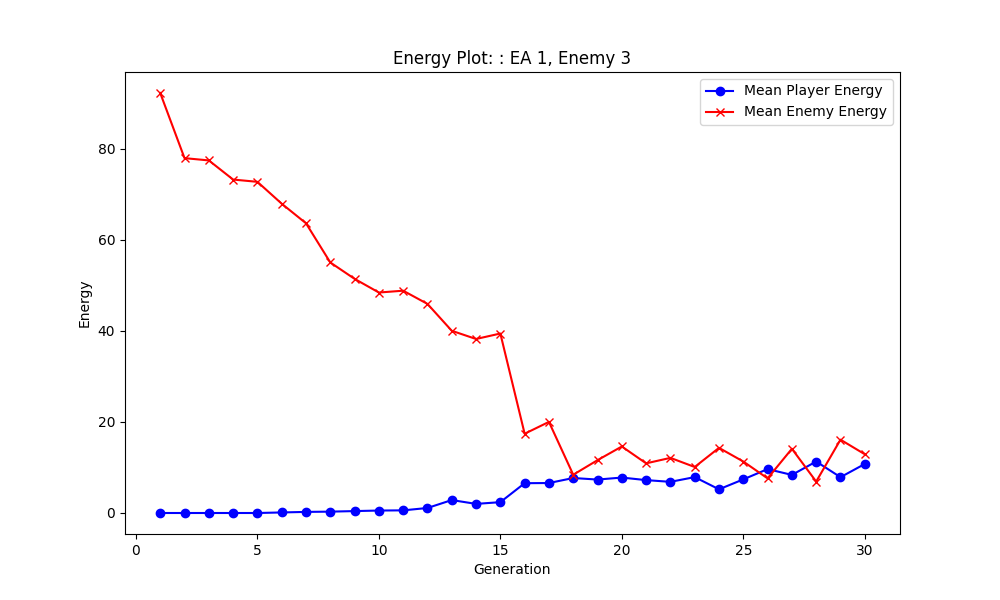 Energy Plot: : EA 1, Enemy 3
Mean Player Energy
Mean Enemy Energy
80
60
40
20
0
Energy
0 5 10 15 20 25 30
Generation